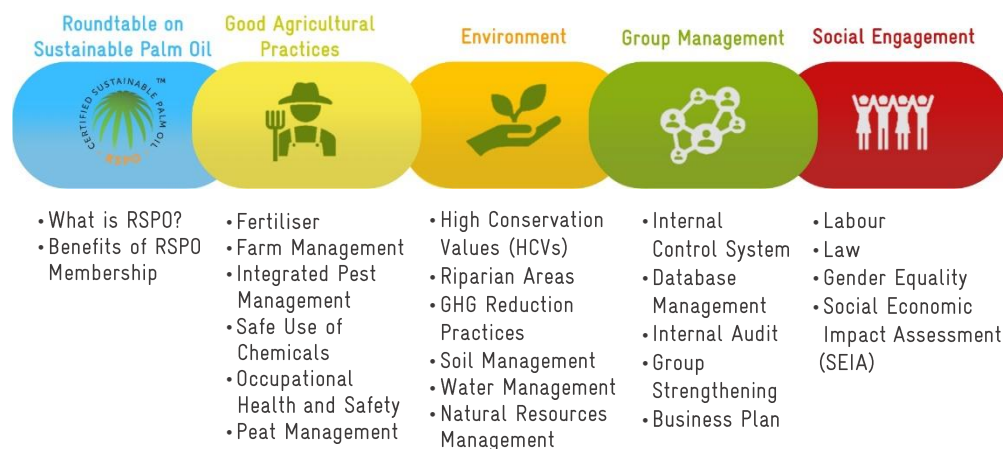 Roundtable on
Sustainable Palm Oil
CERTIFIED SUSTAINABLE PALM OIL ™
RSPO
• What is RSPO?
• Benefits of RSPO
Membership
Good Agricultural
Practices
• Fertiliser
• Farm Management
• Integrated Pest
Management
• Safe Use of
Chemicals
• Occupational
Health and Safety
• Peat Management
Environment
• High Conservation
Values (HCVs)
• Riparian Areas
• GHG Reduction
Practices
• Soil Management
• Water Management
• Natural Resources
Management
Group Management
• Internal
Control System
• Database
Management
• Internal Audit
• Group
Strengthening
• Business Plan
Social Engagement
• Labour
• Law
• Gender Equality
• Social Economic
Impact Assessment
(SEIA)